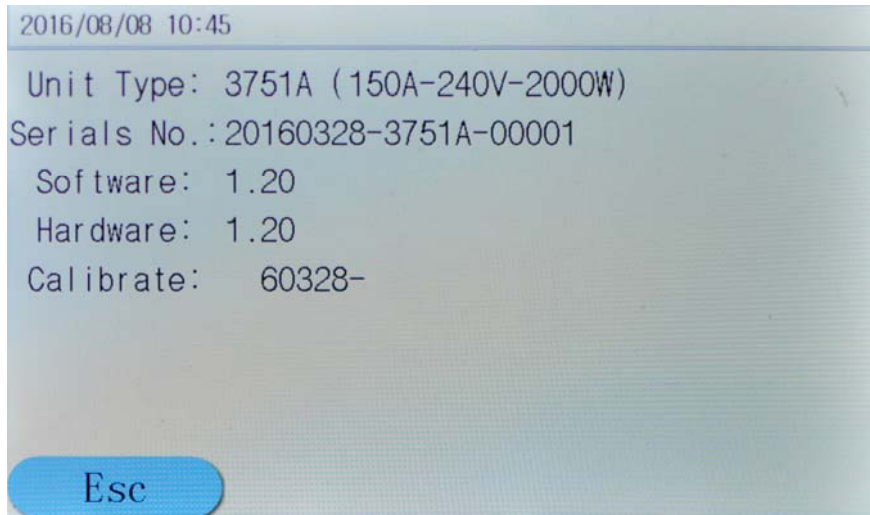 2016/08/08 10:45
Unit Type: 3751A (150A-240V-2000W)
Serials No.:20160328-3751A-00001
Software: 1.20
Hardware: 1.20
Calibrate: 60328-
Esc